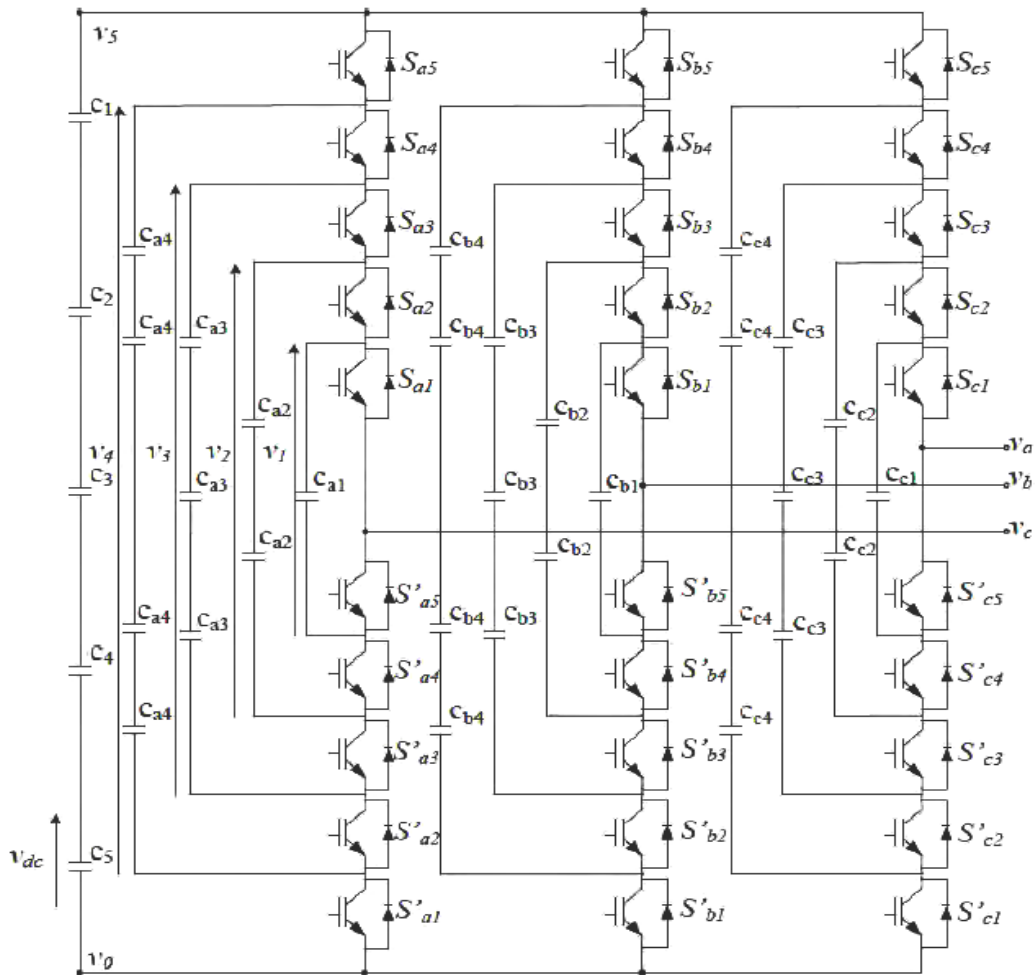 v5
Sa5
Sb5
Sc5
C1
Sa4
Sb4
Sc4
Ca4
Sa3
Cb4
Sb3
Cc4
Sc3
C2
Ca4
Ca3
Sa2
Cb4
Cb3
Sb2
Cc4
Cc3
Sc2
Sa1
Sb1
Sc1
Ca2
Cb2
Cc2
v4
v3
v2
v1
va
C3
Ca3
Ca1
Cb3
Cb1
Cc3
Cc1
vb
vc
Ca2
Cb2
Cc2
S'a5
S'b5
S'c5
Ca4
Ca3
Cb4
Cb3
Cc4
Cc3
C4
S'a4
S'b4
S'c4
Ca4
Cb4
Cc4
S'a3
S'b3
S'c3
S'a2
S'b2
S'c2
vdc
C5
S'a1
S'b1
S'c1
v0